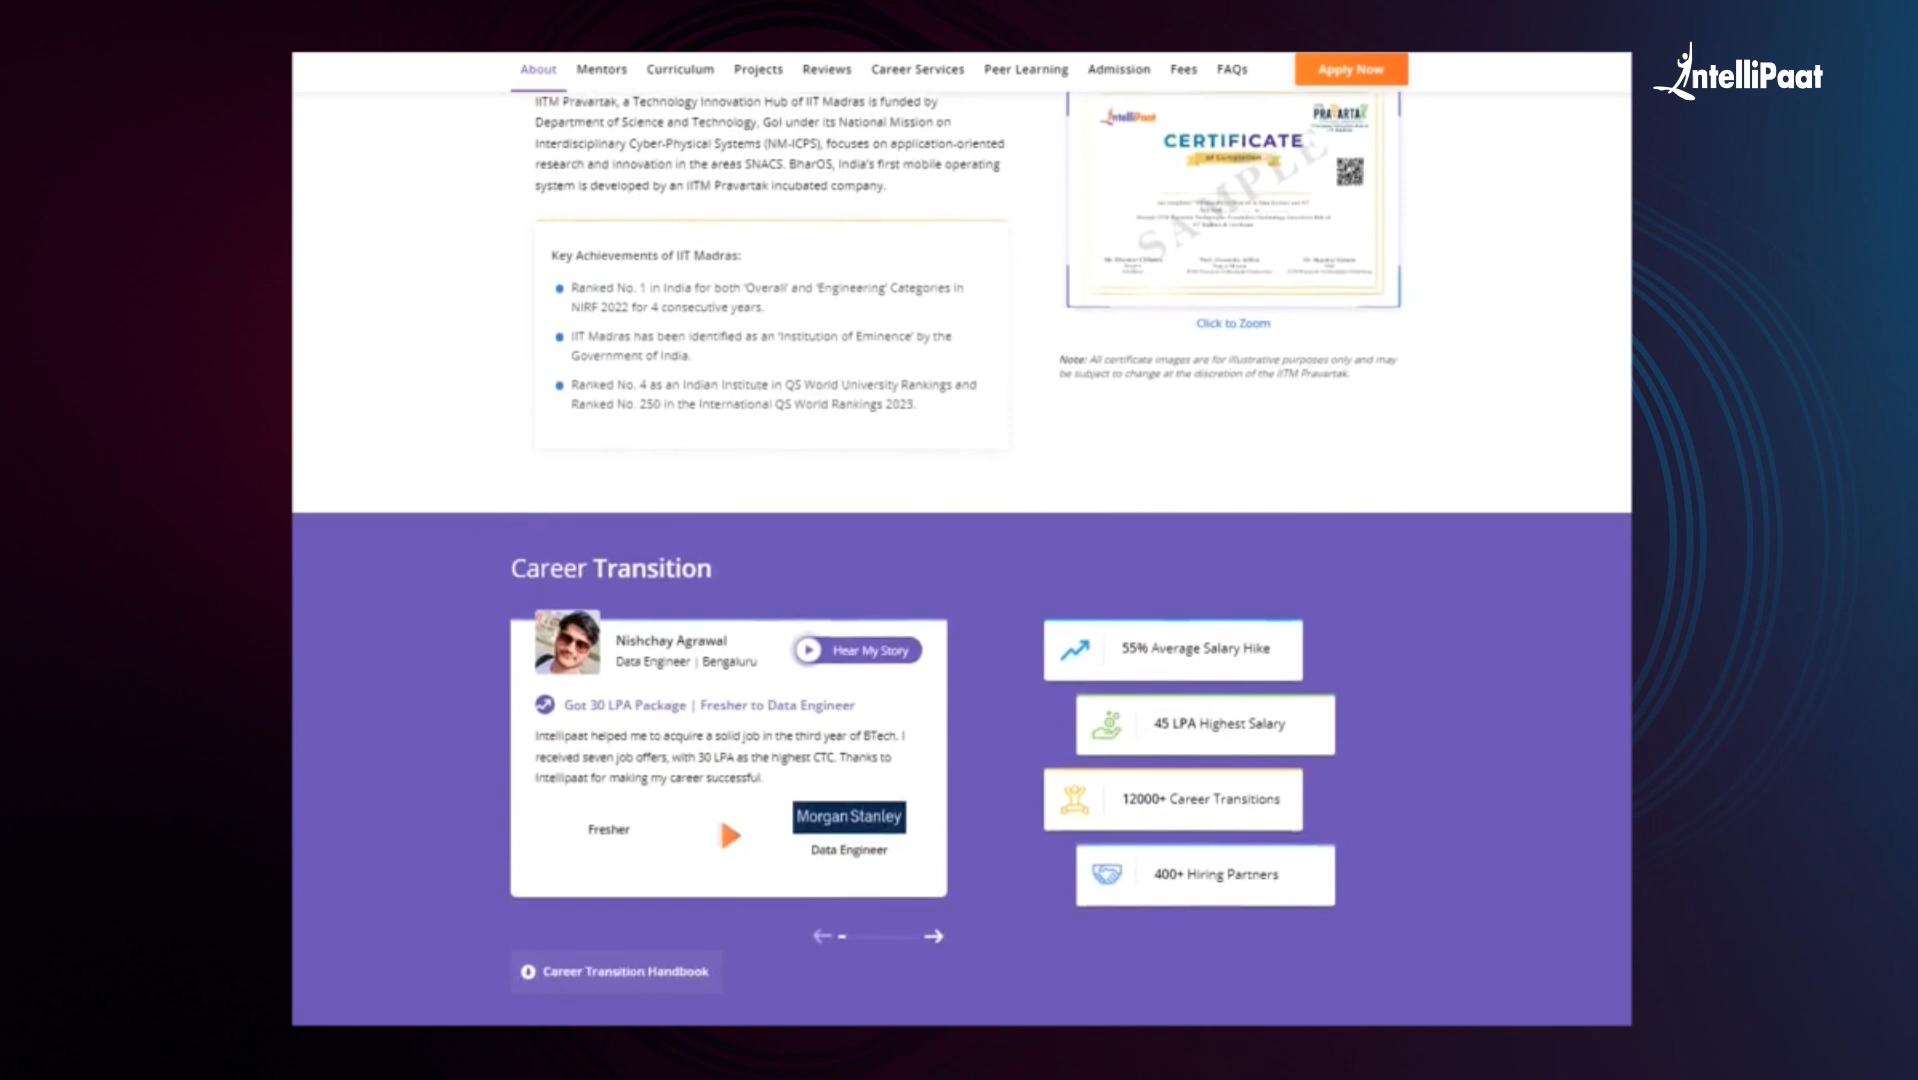 IntelliPaat
About Mentors Curriculum Projects Reviews Career Services Peer Learning Admission Fees FAQs Apply Now
IITM Pravartak, a Technology Innovation Hub of IIT Madras is funded by
Department of Science and Technology, GoI under its National Mission on
Interdisciplinary Cyber-Physical Systems (NM-ICPS), focuses on application-oriented
research and innovation in the areas SNACS. BharOS, India's first mobile operating
system is developed by an IITM Pravartak incubated company.
Key Achievements of IIT Madras:
Ranked No. 1 in India for both 'Overall' and 'Engineering' Categories in
NIRF 2022 for 4 consecutive years.
IIT Madras has been identified as an 'Institution of Eminence' by the
Government of India.
Ranked No. 4 as an Indian Institute in QS World University Rankings and
Ranked No. 250 in the International QS World Rankings 2023.
IntelliPaat
PRAVARTAK
CERTIFICATE
of Completion
SAMPLE
Click to Zoom
Note: All certificate images are for illustrative purposes only and may
be subject to change at the discretion of the IITM Pravartak.
Career Transition
Nishchay Agrawal
Data Engineer | Bengaluru
Hear My Story
Got 30 LPA Package | Fresher to Data Engineer
Intellipaat helped me to acquire a solid job in the third year of BTech. I
received seven job offers, with 30 LPA as the highest CTC. Thanks to
Intellipaat for making my career successful.
Fresher
Morgan Stanley
Data Engineer
55% Average Salary Hike
45 LPA Highest Salary
12000+ Career Transitions
400+ Hiring Partners
Career Transition Handbook